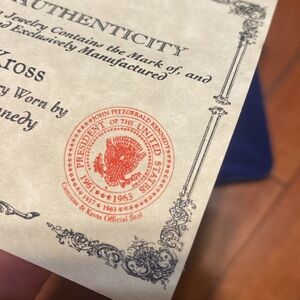 AUTHENTICITY
Jewelry Contains the Mark of, and
Exclusively Manufactured
Kross
Worn by
nnedy
JOHN FITZGERALD KENNEDY
PRESIDENT OF THE UNITED STATES
1961 1963
1917 1963
Camrose & Kross Official Seal